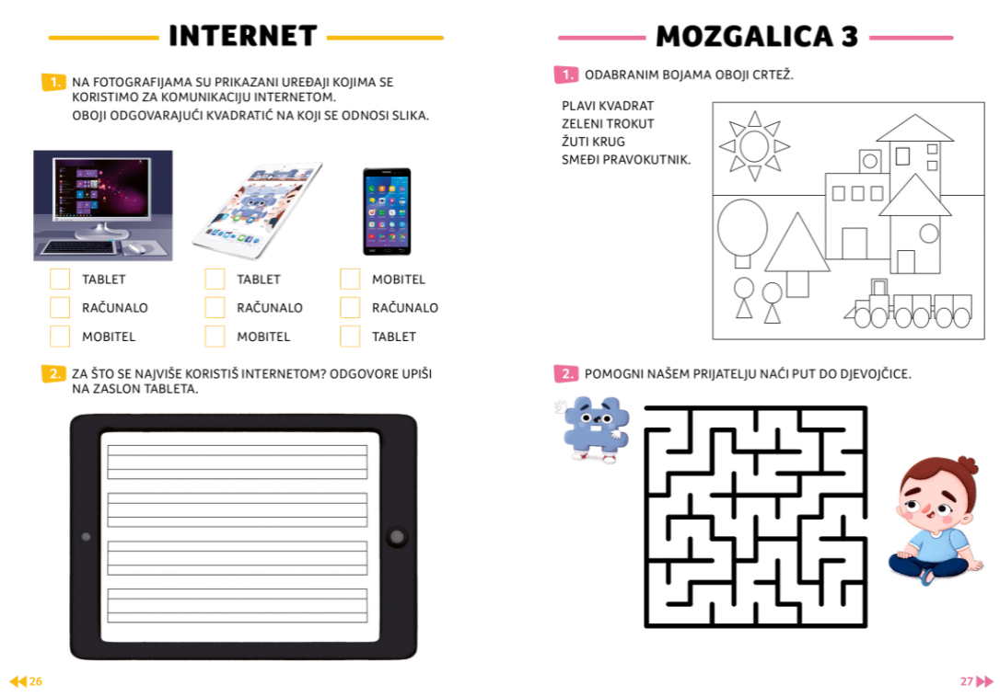 INTERNET
1. NA FOTOGRAFIJAMA SU PRIKAZANI UREĐAJI KOJIMA SE
KORISTIMO ZA KOMUNIKACIJU INTERNETOM.
OBOJI ODGOVARAJUĆI KVADRATIĆ NA KOJI SE ODNOSI SLIKA.
TABLET
RAČUNALO
MOBITEL
TABLET
RAČUNALO
MOBITEL
MOBITEL
RAČUNALO
TABLET
2. ZA ŠTO SE NAJVIŠE KORISTIŠ INTERNETOM? ODGOVORE UPIŠI
NA ZASLON TABLETA.
26
MOZGALICA 3
1. ODABRANIM BOJAMA OBOJI CRTEŽ.
PLAVI KVADRAT
ZELENI TROKUT
ŽUTI KRUG
SMEĐI PRAVOKUTNIK.
2. POMOGNI NAŠEM PRIJATELJU NAĆI PUT DO DJEVOJČICE.
27